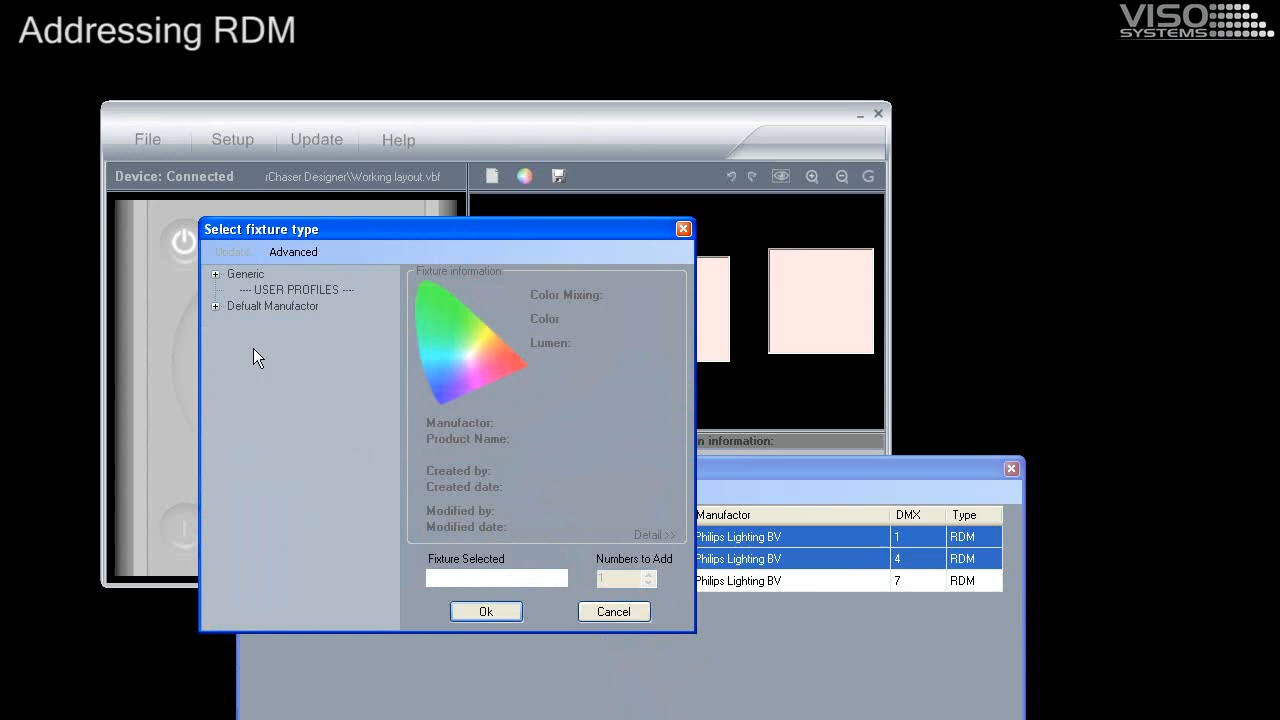 Addressing RDM
VISO
SYSTEMS
File Setup Update Help
Device: Connected rChaser Designer\Working layout.vbf
G
Select fixture type
Update Advanced
Generic
---- USER PROFILES ----
Defualt Manufactor
Fixture information
Color Mixing:
Color
Lumen:
Manufactor:
Product Name:
Created by:
Created date:
Modified by:
Modified date:
Detail >>
Fixture Selected Numbers to Add
1
Ok Cancel
n information:
Manufactor DMX Type
Philips Lighting BV 1 RDM
Philips Lighting BV 4 RDM
Philips Lighting BV 7 RDM